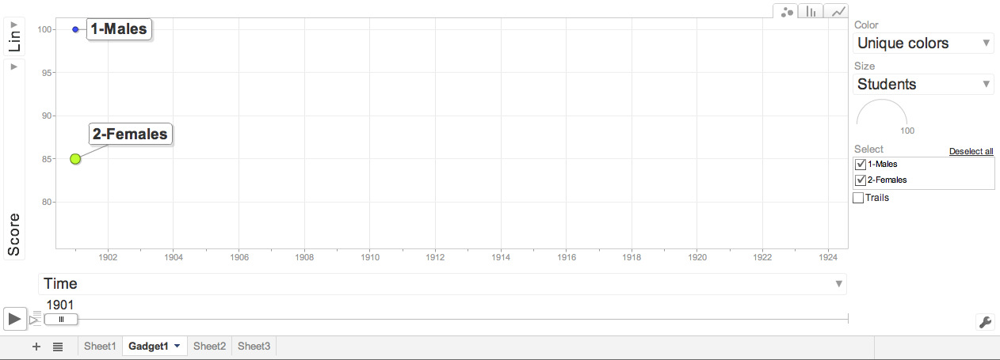 Lin
Score
100
95
90
85
80
1-Males
2-Females
1902 1904 1906 1908 1910 1912 1914 1916 1918 1920 1922 1924
Color
Unique colors
Size
Students
100
Select Deselect all
1-Males
2-Females
Trails
Time
1901
Sheet1 Gadget1 Sheet2 Sheet3